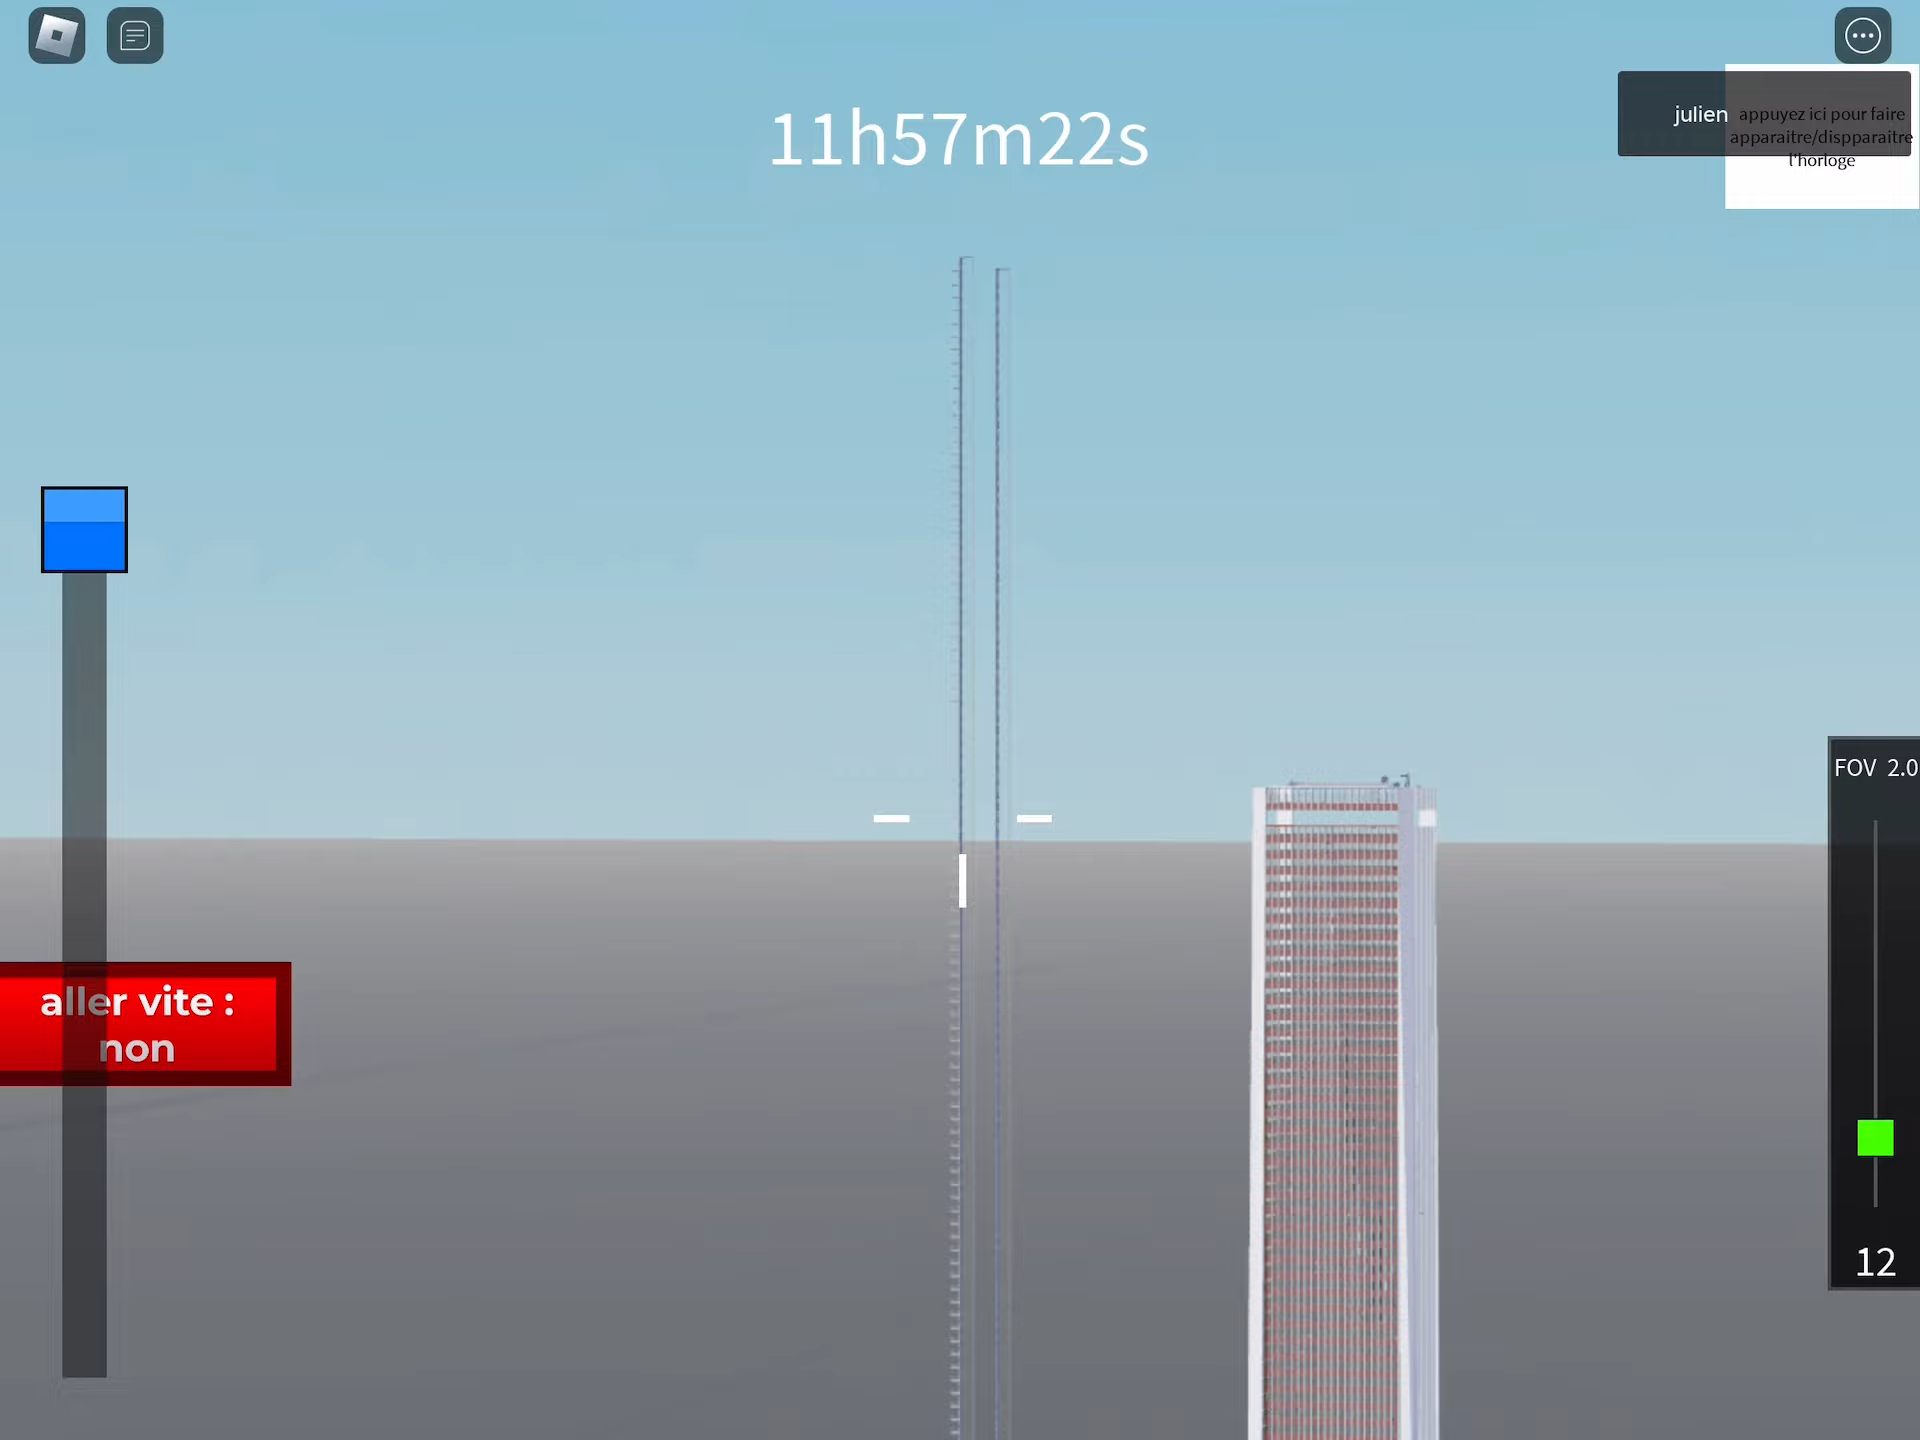 11h57m22s
julien
appuyez ici pour faire
apparaitre/dispparaitre
l'horloge
FOV 2.0
aller vite :
non
12